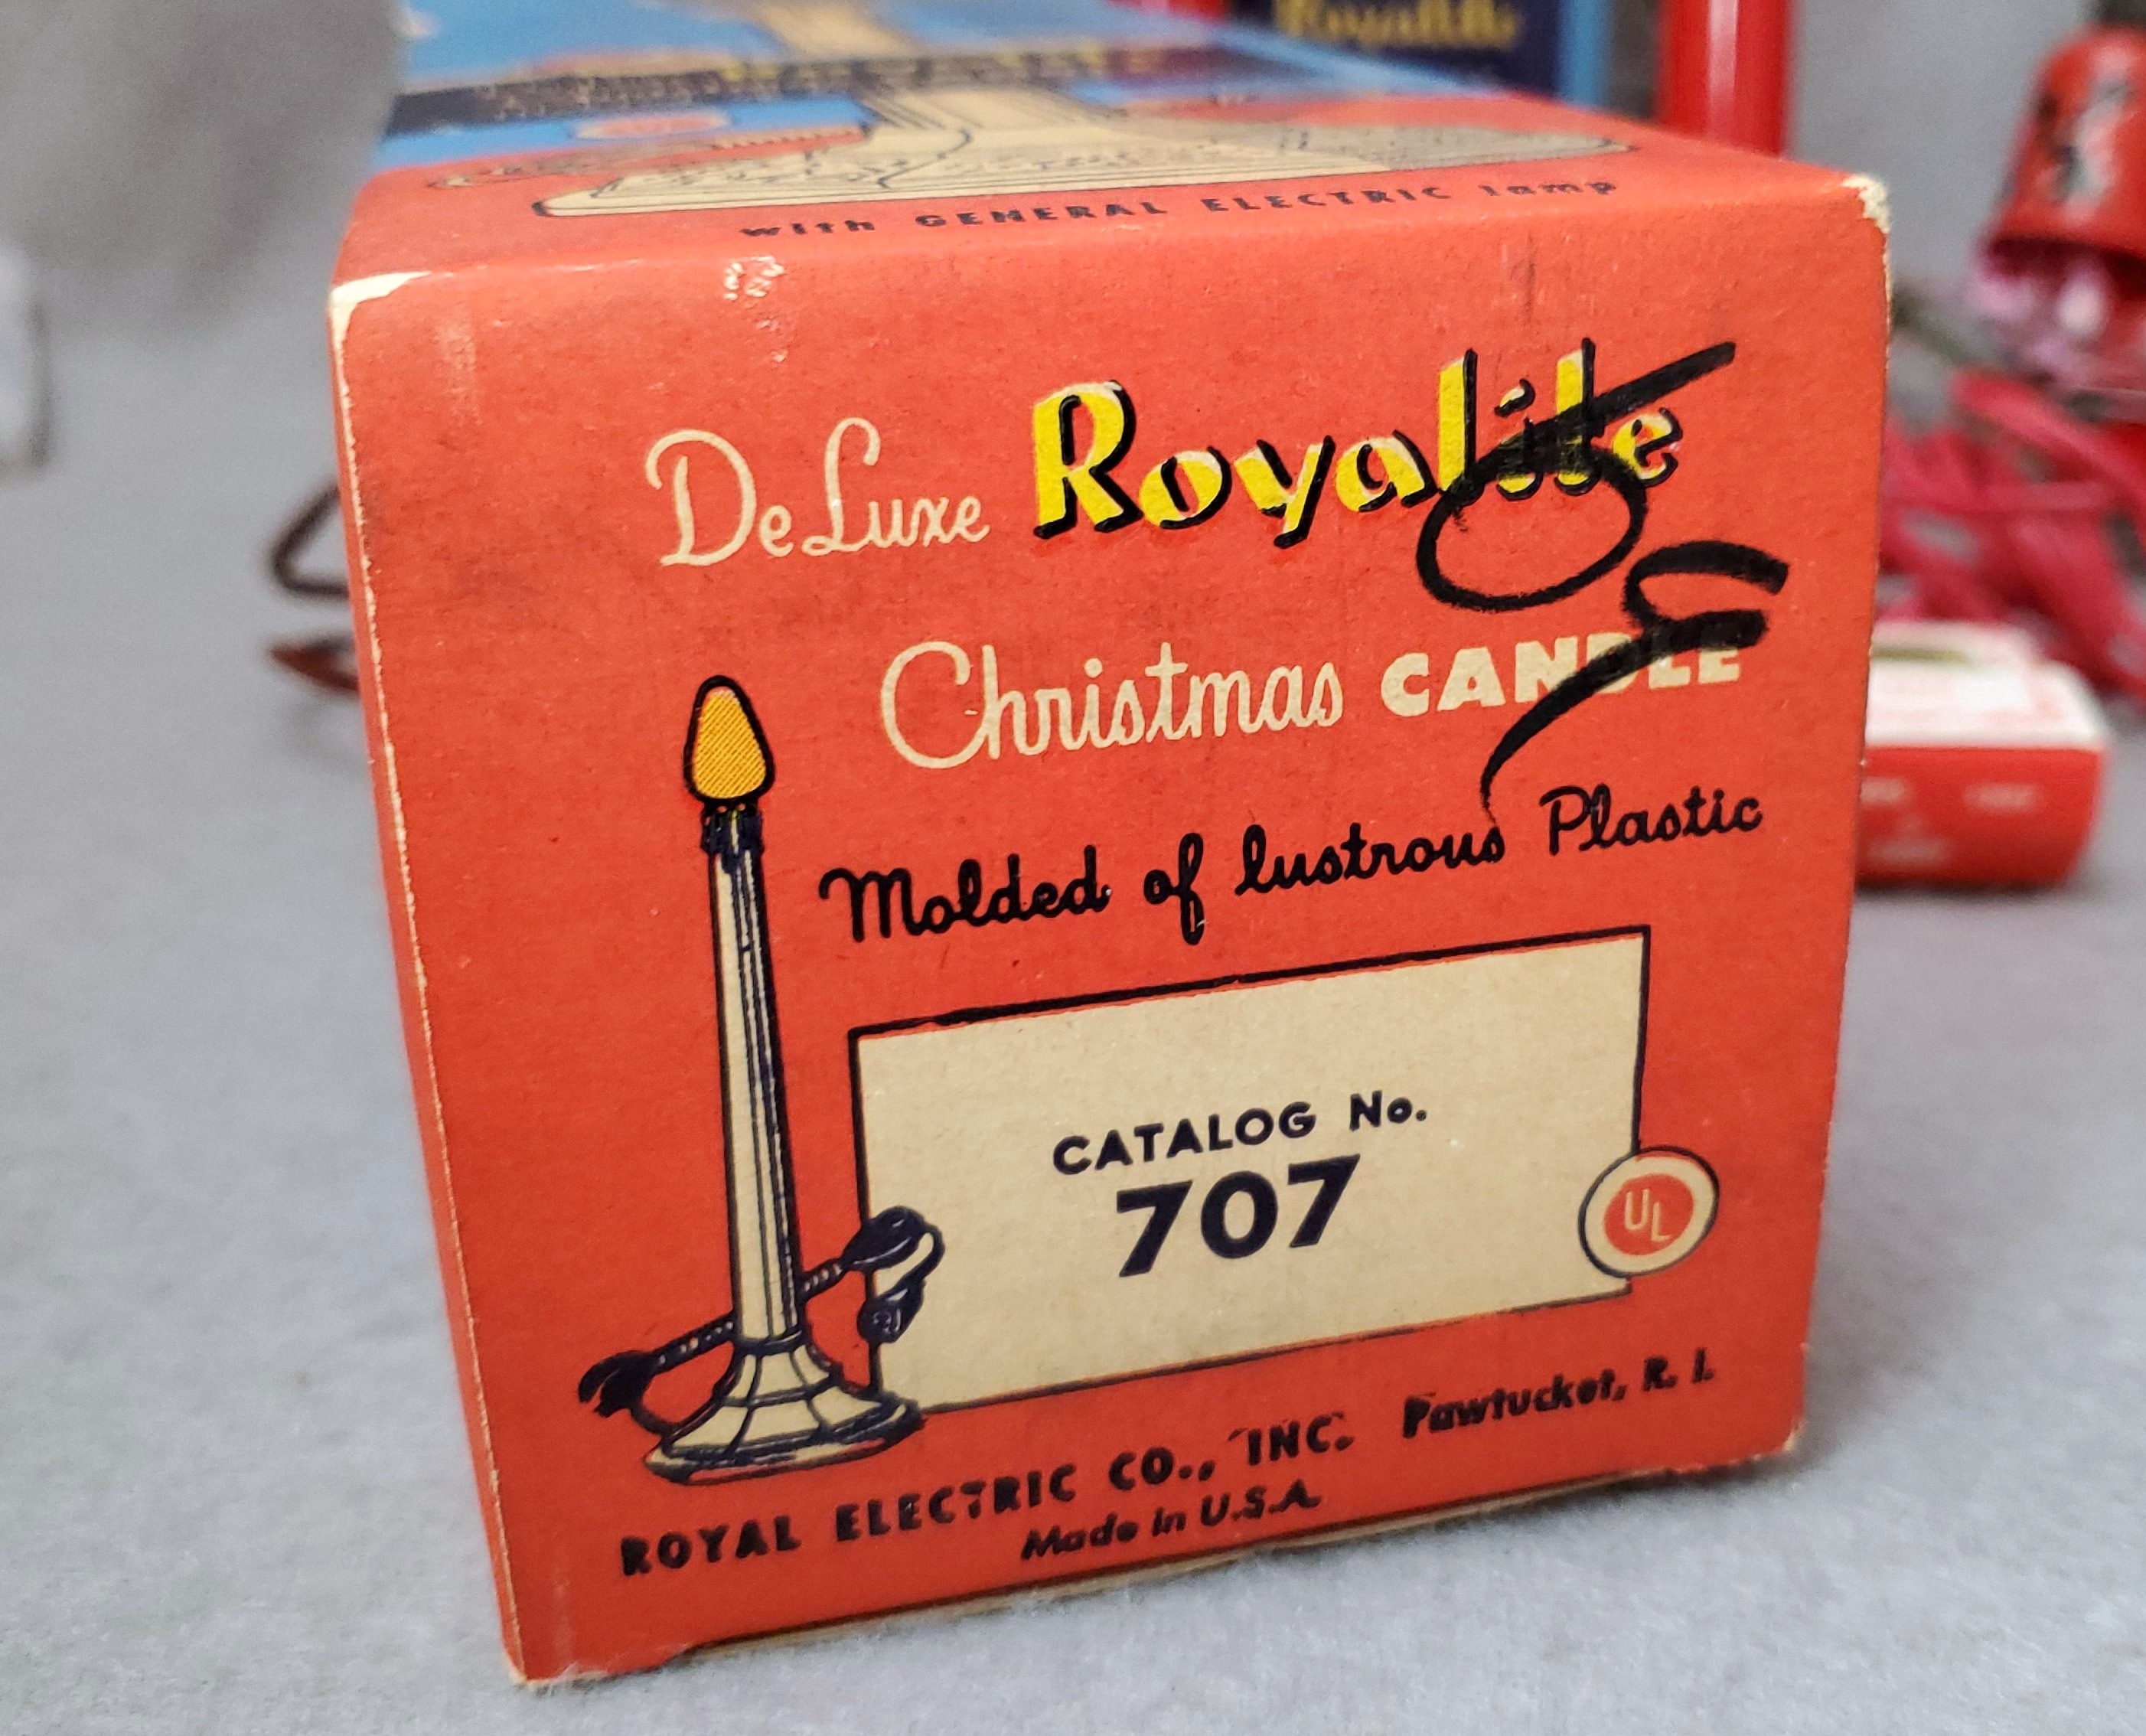 Royalite
with GENERAL ELECTRIC lamp
DeLuxe Royalite
Christmas CANDLE
Molded of lustrous Plastic
CATALOG No.
707
UL
ROYAL ELECTRIC CO., INC. Pawtucket, R. I.
Made in U.S.A.